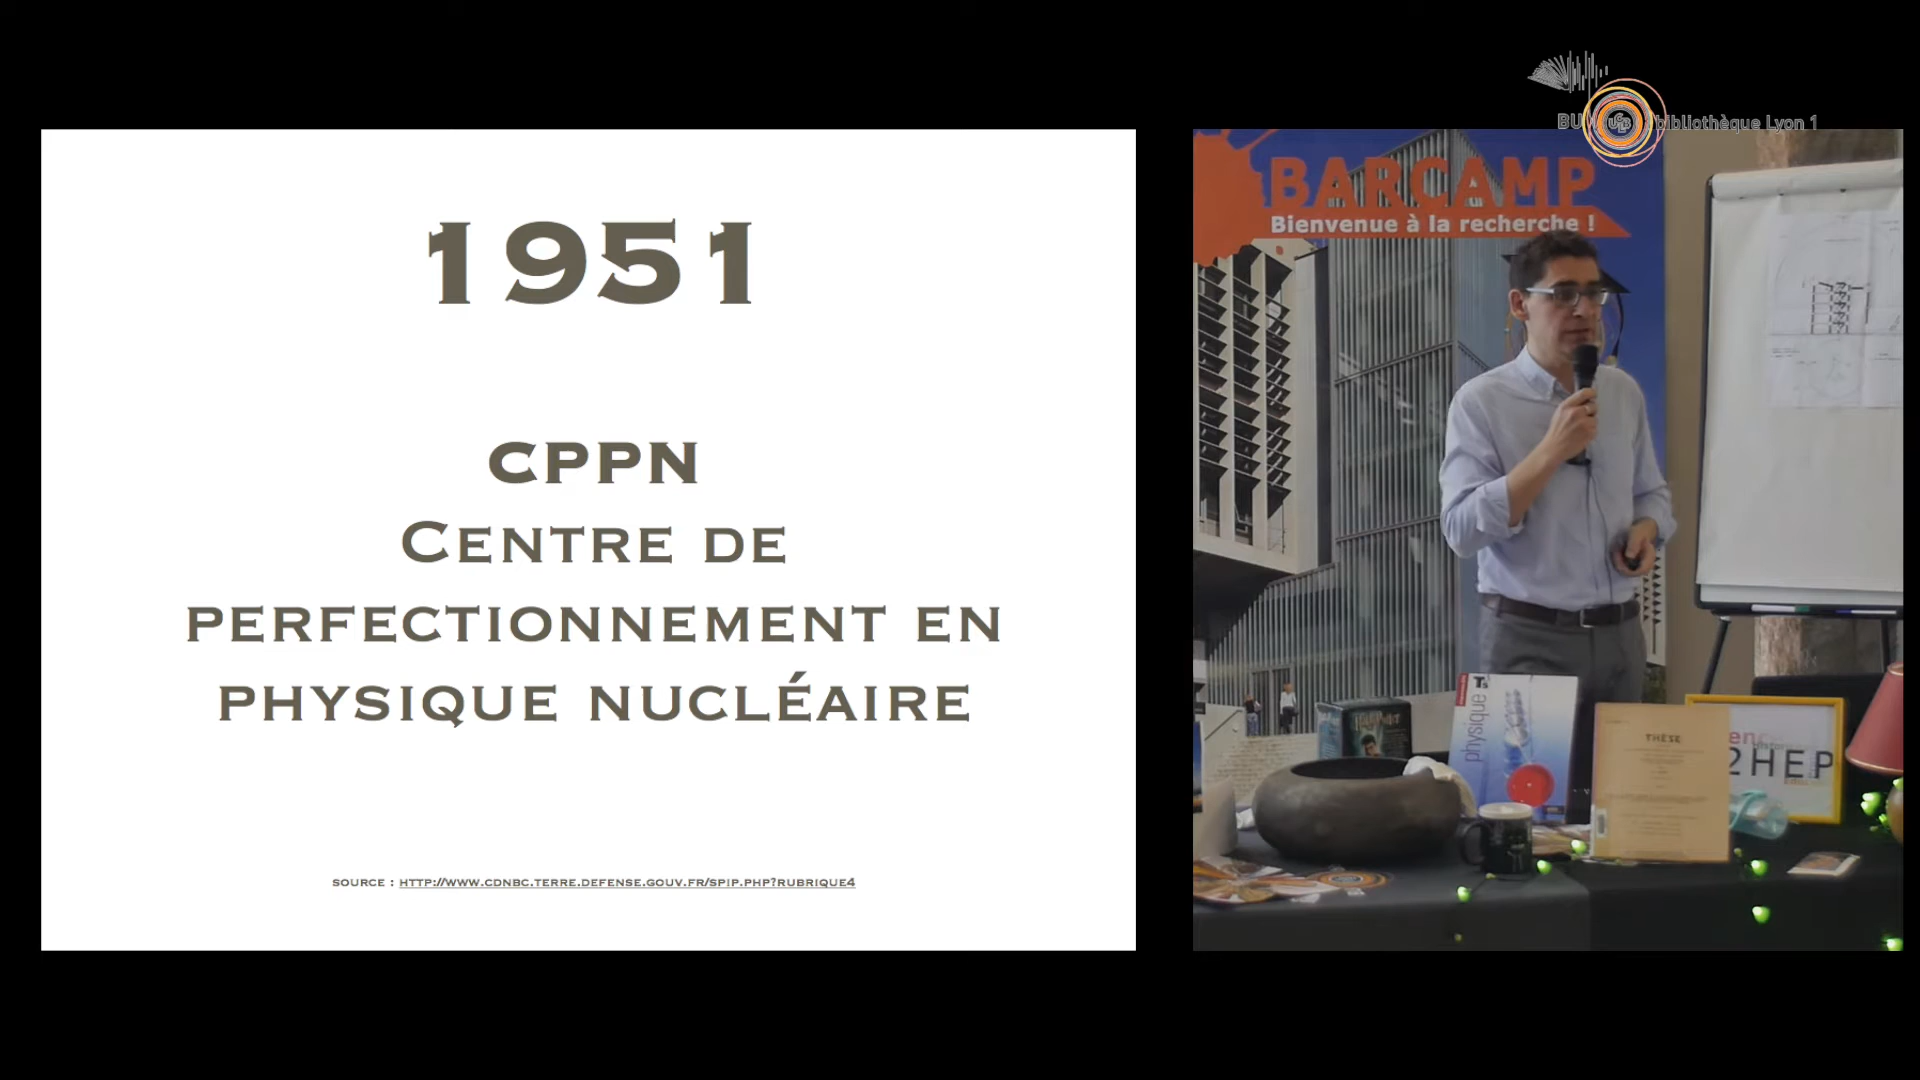 1951
CPPN
CENTRE DE
PERFECTIONNEMENT EN
PHYSIQUE NUCLÉAIRE
SOURCE : HTTP://WWW.CDNBC.TERRE.DEFENSE.GOUV.FR/SPIP.PHP?RUBRIQUE4
bibliothèque Lyon 1
BARCAMP
Bienvenue à la recherche !
Ts
physique
THÈSE
2HEP